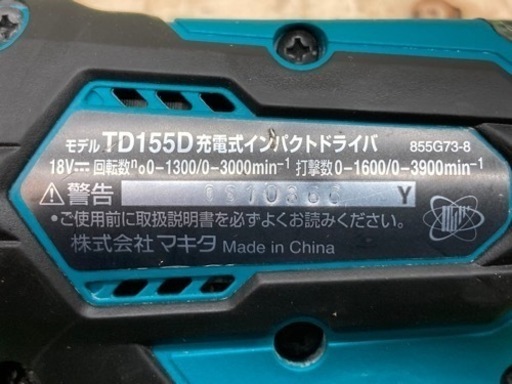 モデル TD155D 充電式インパクトドライバ 855G73-8
18V⎓ 回転数n₀0-1300/0-3000min⁻¹ 打撃数0-1600/0-3900min⁻¹
⚠警告 Y
•ご使用前に取扱説明書を必ずよくお読みください。
株式会社 マキタ Made in China